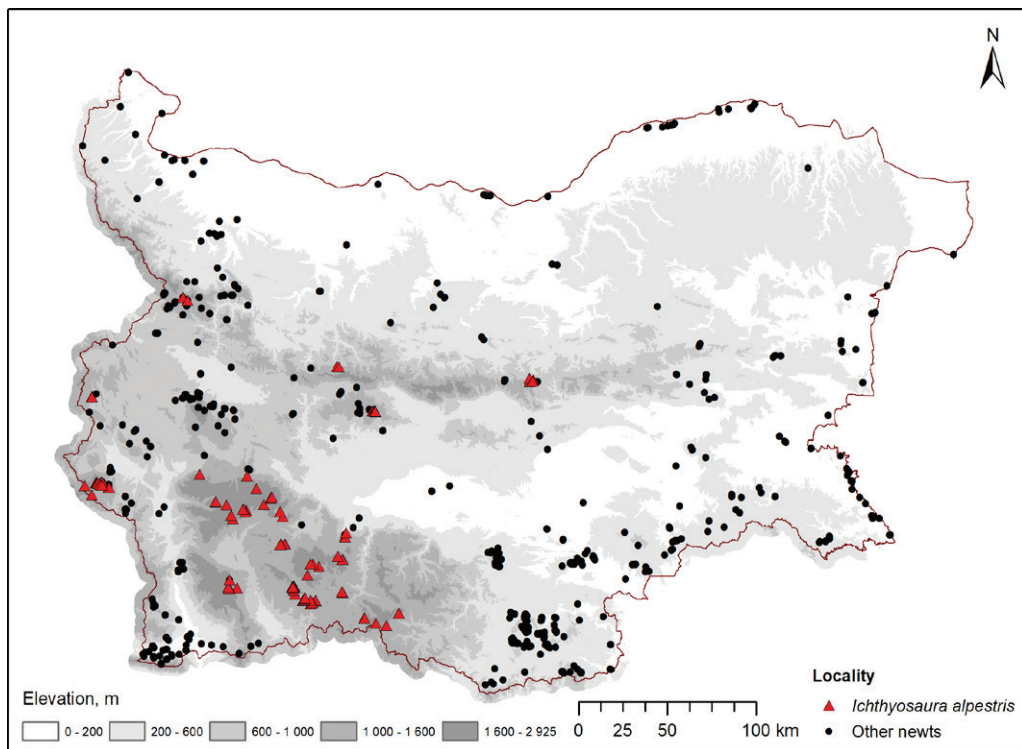 N
Elevation, m
0 - 200 200 - 600 600 - 1 000 1 000 - 1 600 1 600 - 2 925
0 25 50 100 km
Locality
Ichthyosaura alpestris
Other newts